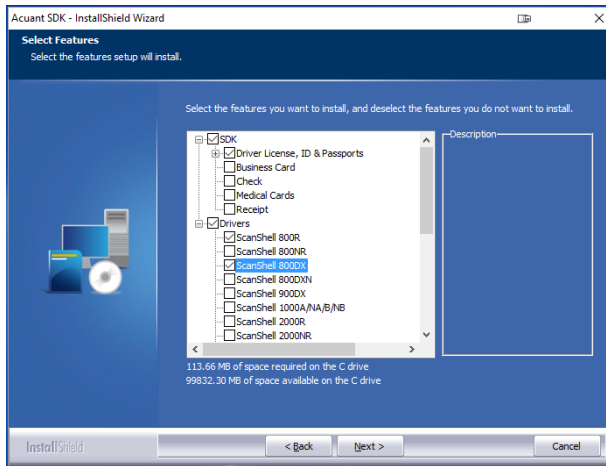 Acuant SDK - InstallShield Wizard
Select Features
Select the features setup will install.
Select the features you want to install, and deselect the features you do not want to install.
SDK
Driver License, ID & Passports
Business Card
Check
Medical Cards
Receipt
Drivers
ScanShell 800R
ScanShell 800NR
ScanShell 800DX
ScanShell 800DXN
ScanShell 900DX
ScanShell 1000A/NA/B/NB
ScanShell 2000R
ScanShell 2000NR
Description
113.66 MB of space required on the C drive
99832.30 MB of space available on the C drive
InstallShield
< Back
Next >
Cancel